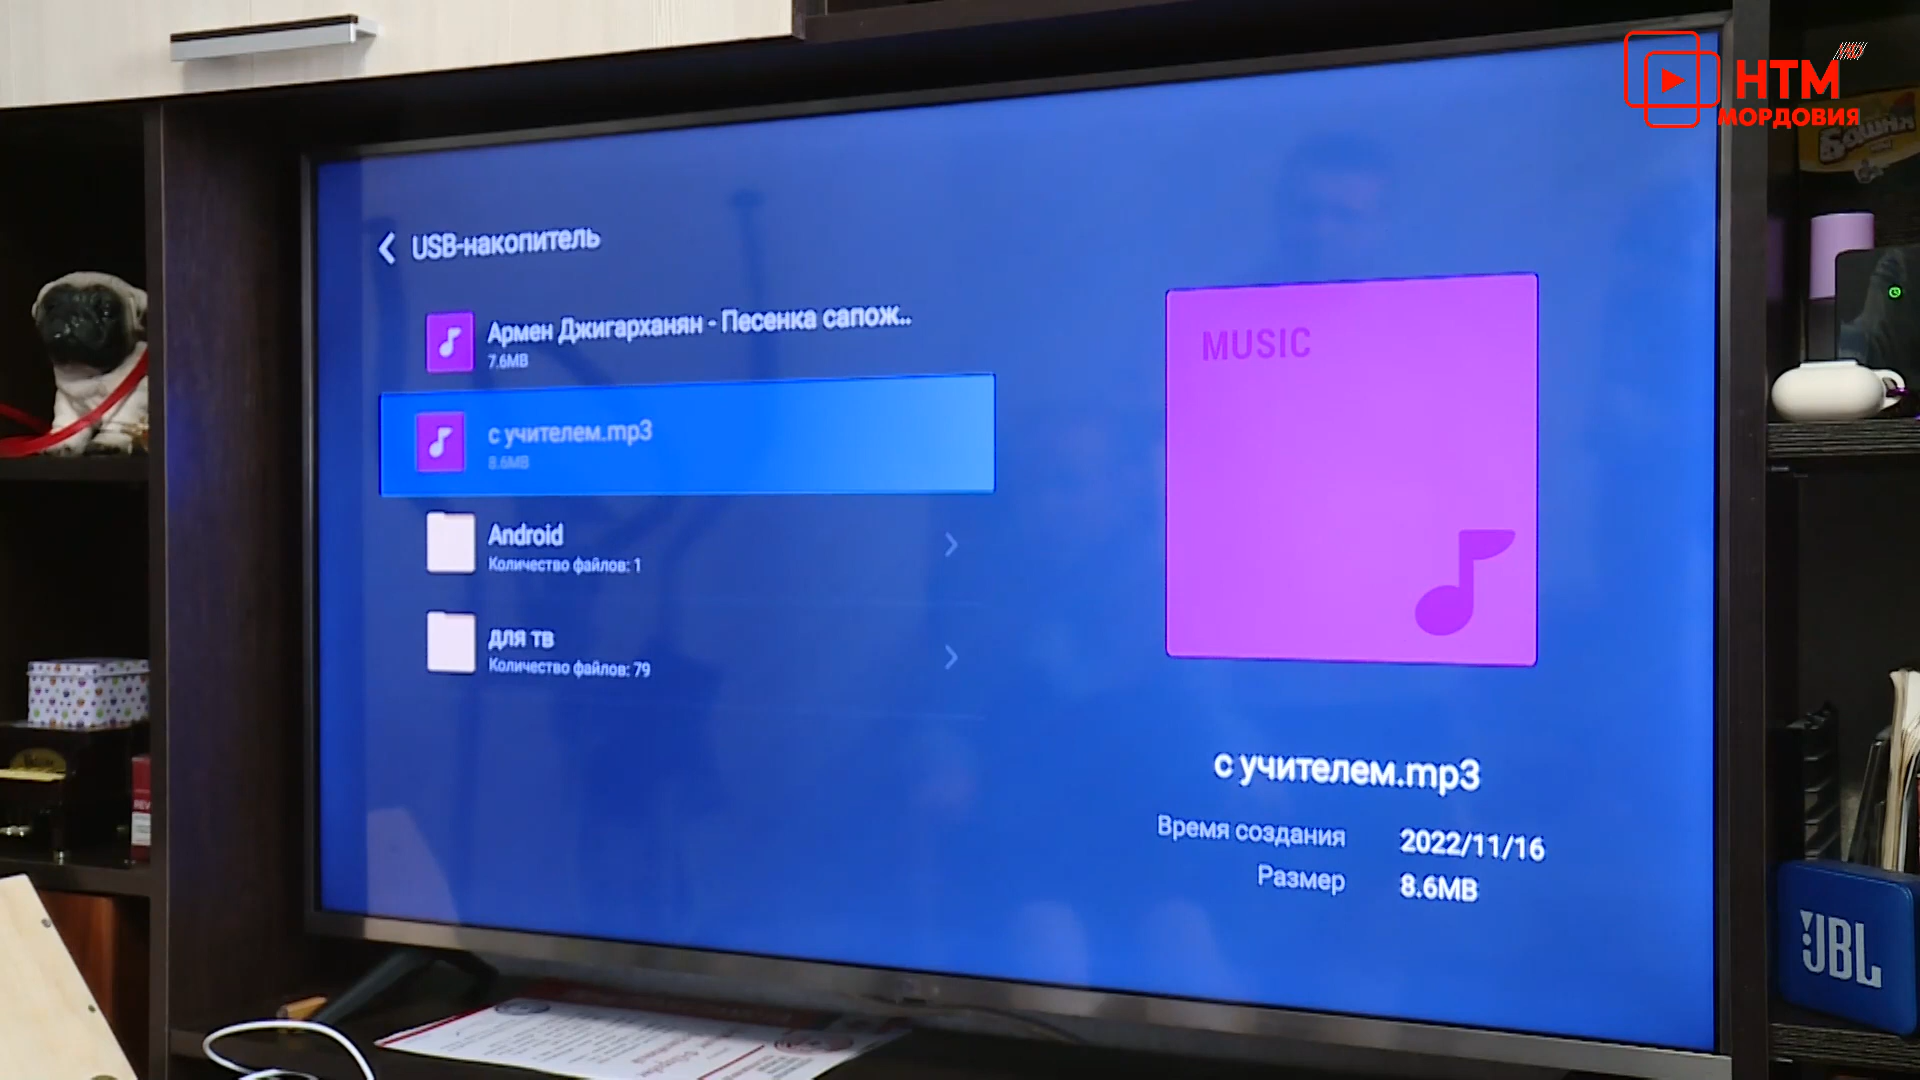 НТМ
МОРДОВИЯ
USB-накопитель
Армен Джигарханян - Песенка сапож..
7.6MB
с учителем.mp3
8.6MB
Android
Количество файлов: 1
для тв
Количество файлов: 79
MUSIC
с учителем.mp3
Время создания 2022/11/16
Размер 8.6MB
JBL